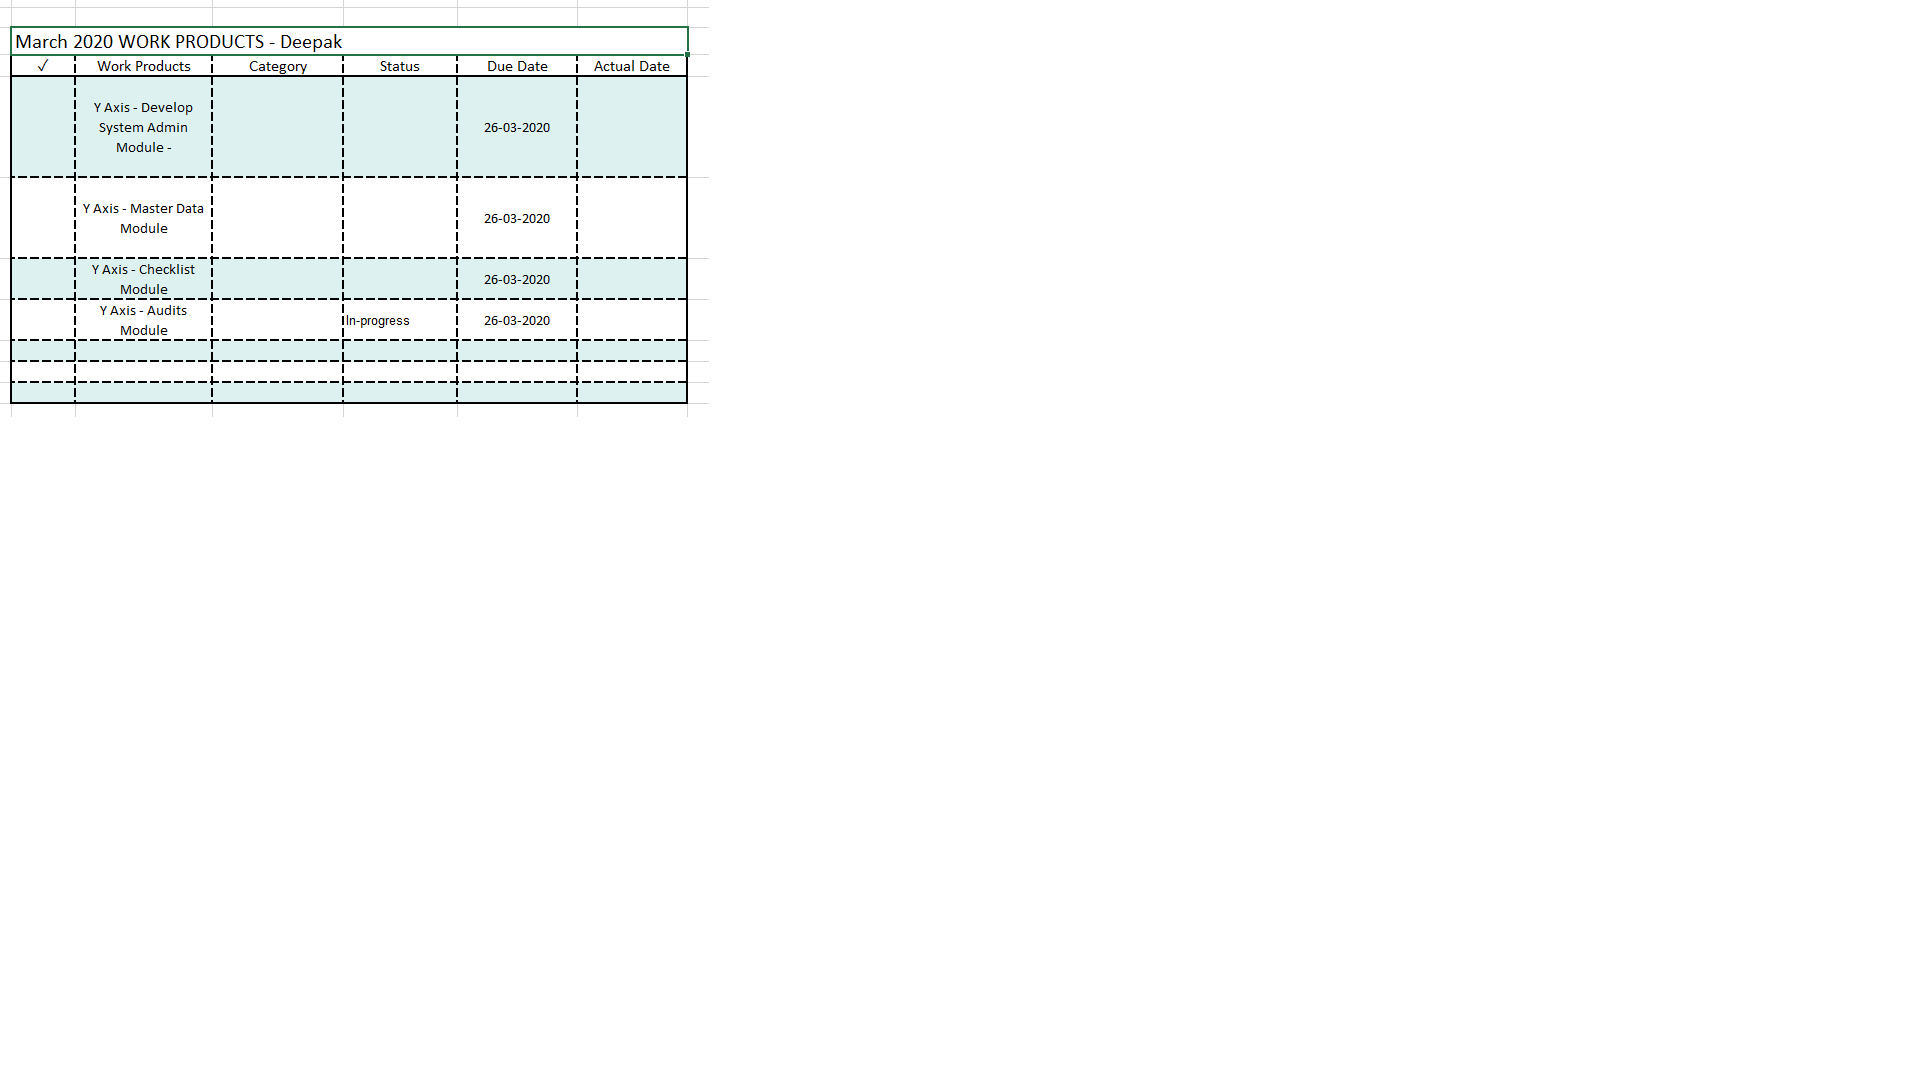 March 2020 WORK PRODUCTS - Deepak
✓ Work Products Category Status Due Date Actual Date
Y Axis - Develop
System Admin
Module -
26-03-2020
Y Axis - Master Data
Module
26-03-2020
Y Axis - Checklist
Module
26-03-2020
Y Axis - Audits
Module
In-progress
26-03-2020